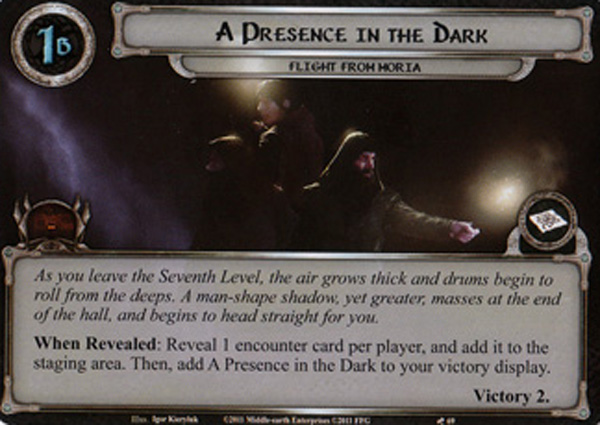 1B
A PRESENCE IN THE DARK
FLIGHT FROM MORIA
As you leave the Seventh Level, the air grows thick and drums begin to
roll from the deeps. A man-shape shadow, yet greater, masses at the end
of the hall, and begins to head straight for you.
When Revealed: Reveal 1 encounter card per player, and add it to the
staging area. Then, add A Presence in the Dark to your victory display.
Victory 2.
Illus. Igor Kieryluk ©2011 Middle-earth Enterprises ©2011 FFG 69